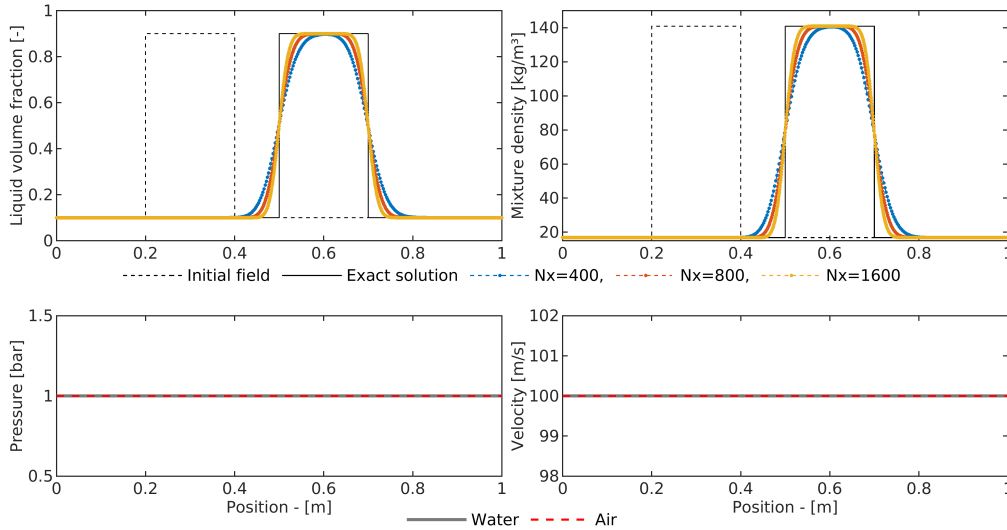 Liquid volume fraction [-]
1
0.8
0.6
0.4
0.2
0
0 0.2 0.4 0.6 0.8 1
Mixture density [kg/m³]
140
120
100
80
60
40
20
0 0.2 0.4 0.6 0.8 1
Initial field Exact solution Nx=400, Nx=800, Nx=1600
Pressure [bar]
1.5
1
0.5
0 0.2 0.4 0.6 0.8 1
Position - [m]
Velocity [m/s]
102
101
100
99
98
0 0.2 0.4 0.6 0.8 1
Position - [m]
Water Air